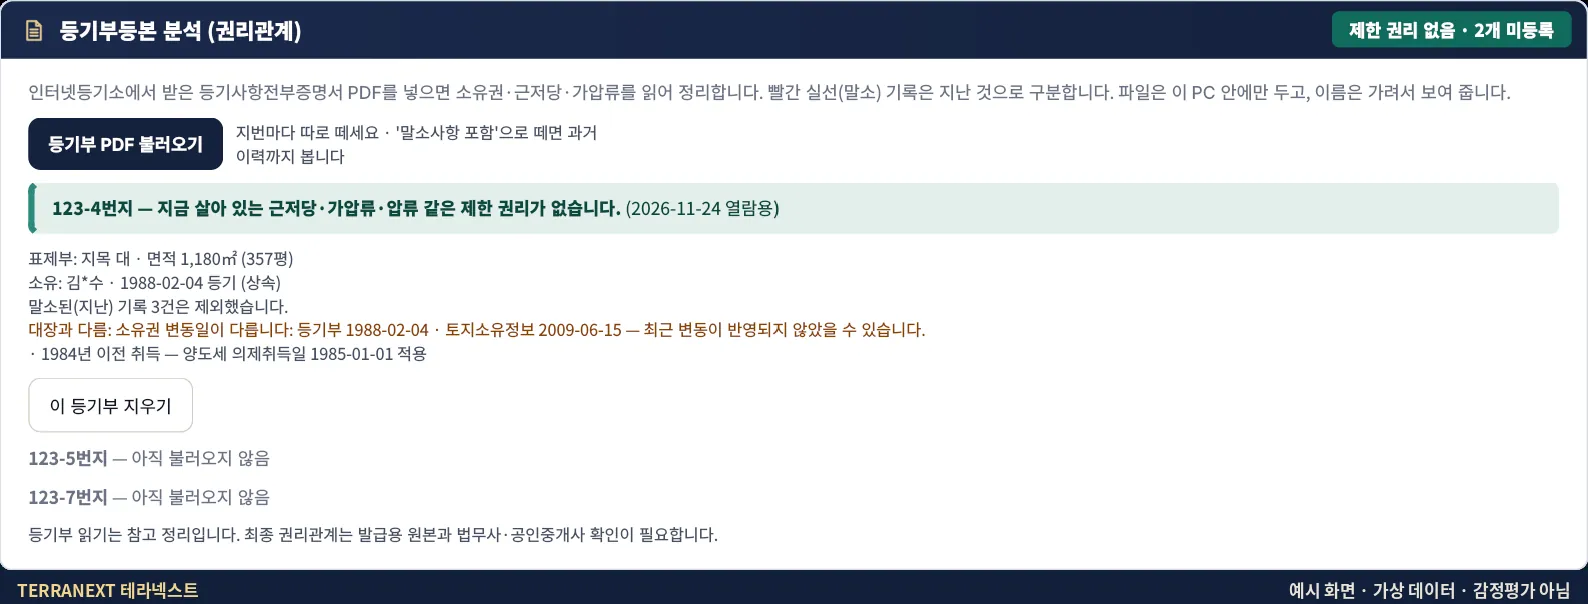 등기부등본 분석 (권리관계)
제한 권리 없음 · 2개 미등록
인터넷등기소에서 받은 등기사항전부증명서 PDF를 넣으면 소유권·근저당·가압류를 읽어 정리합니다. 빨간 실선(말소) 기록은 지난 것으로 구분합니다. 파일은 이 PC 안에만 두고, 이름은 가려서 보여 줍니다.
등기부 PDF 불러오기
지번마다 따로 떼세요 · '말소사항 포함'으로 떼면 과거
이력까지 봅니다
123-4번지 — 지금 살아 있는 근저당·가압류·압류 같은 제한 권리가 없습니다. (2026-11-24 열람용)
표제부: 지목 대 · 면적 1,180㎡ (357평)
소유: 김*수 · 1988-02-04 등기 (상속)
말소된(지난) 기록 3건은 제외했습니다.
대장과 다름: 소유권 변동일이 다릅니다: 등기부 1988-02-04 · 토지소유정보 2009-06-15 — 최근 변동이 반영되지 않았을 수 있습니다.
· 1984년 이전 취득 — 양도세 의제취득일 1985-01-01 적용
이 등기부 지우기
123-5번지 — 아직 불러오지 않음
123-7번지 — 아직 불러오지 않음
등기부 읽기는 참고 정리입니다. 최종 권리관계는 발급용 원본과 법무사·공인중개사 확인이 필요합니다.
TERRANEXT 테라넥스트
예시 화면 · 가상 데이터 · 감정평가 아님